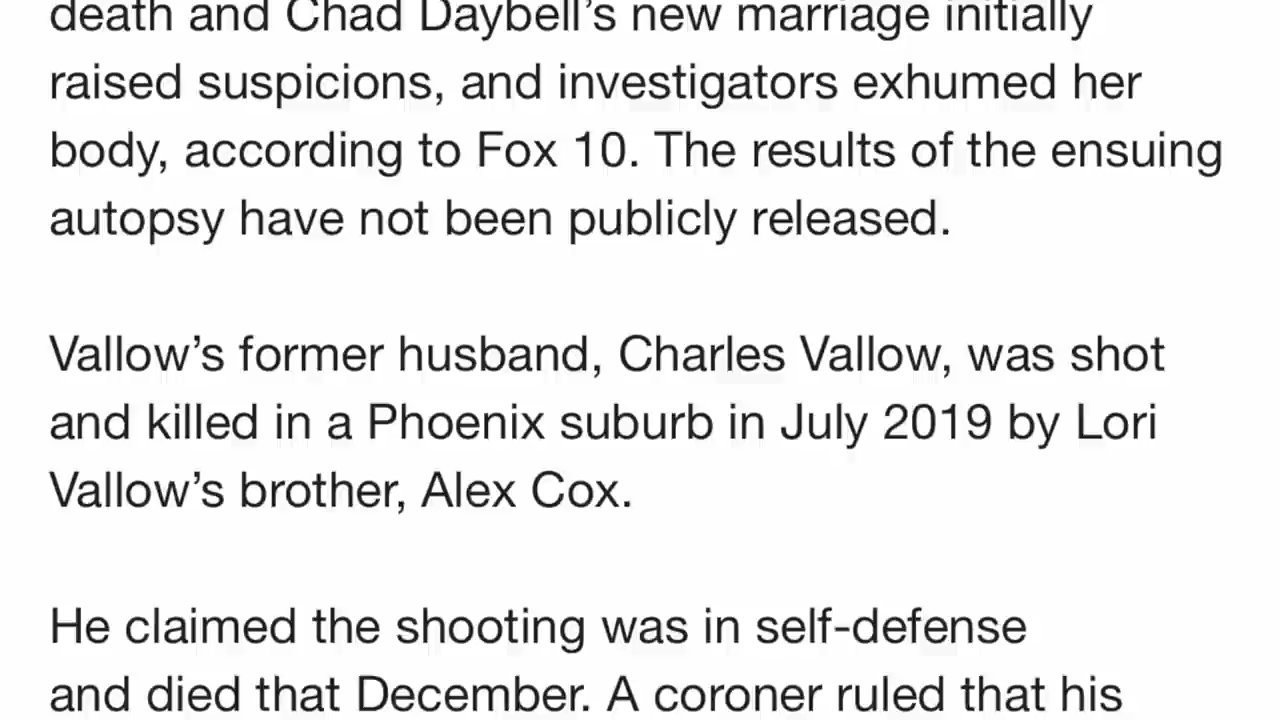 death and Chad Daybell’s new marriage initially
raised suspicions, and investigators exhumed her
body, according to Fox 10. The results of the ensuing
autopsy have not been publicly released.
Vallow’s former husband, Charles Vallow, was shot
and killed in a Phoenix suburb in July 2019 by Lori
Vallow’s brother, Alex Cox.
He claimed the shooting was in self-defense
and died that December. A coroner ruled that his